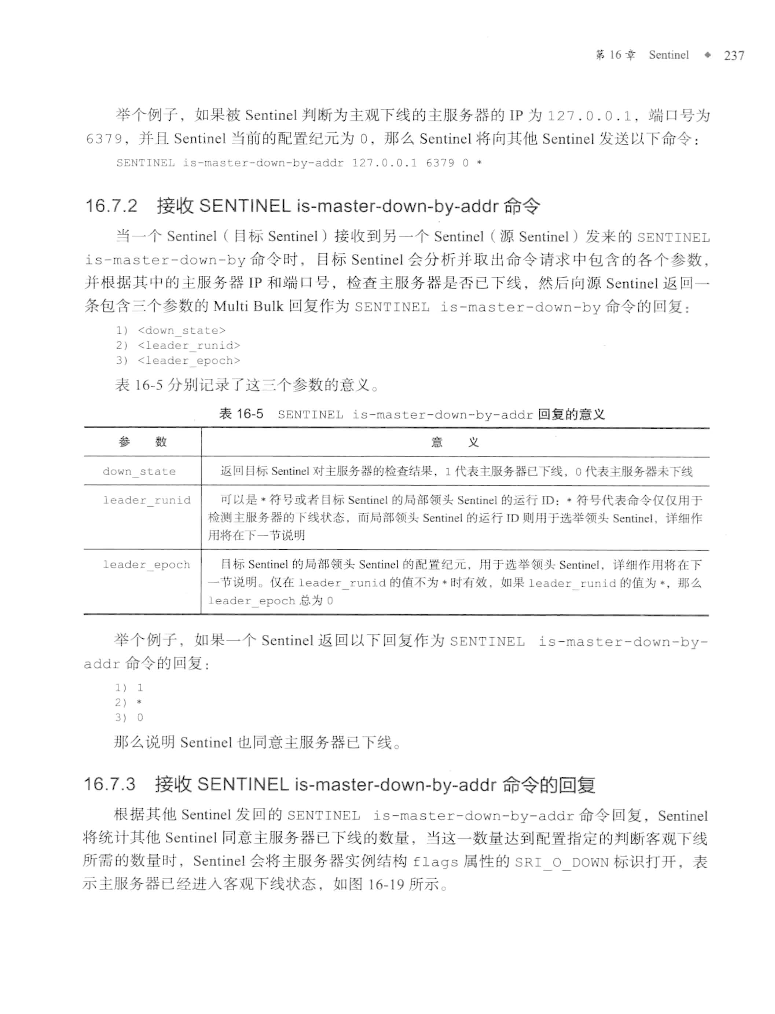 第 16 章 Sentinel ◆ 237
举个例子，如果被 Sentinel 判断为主观下线的主服务器的 IP 为 127.0.0.1，端口号为
6379，并且 Sentinel 当前的配置纪元为 0，那么 Sentinel 将向其他 Sentinel 发送以下命令：
SENTINEL is-master-down-by-addr 127.0.0.1 6379 0 *
16.7.2 接收 SENTINEL is-master-down-by-addr 命令
当一个 Sentinel（目标 Sentinel）接收到另一个 Sentinel（源 Sentinel）发来的 SENTINEL
is-master-down-by 命令时，目标 Sentinel 会分析并取出命令请求中包含的各个参数，
并根据其中的主服务器 IP 和端口号，检查主服务器是否已下线，然后向源 Sentinel 返回一
条包含三个参数的 Multi Bulk 回复作为 SENTINEL is-master-down-by 命令的回复：
1) <down_state>
2) <leader_runid>
3) <leader_epoch>
表 16-5 分别记录了这三个参数的意义。
表 16-5 SENTINEL is-master-down-by-addr 回复的意义
参 数 意 义
down_state 返回目标 Sentinel 对主服务器的检查结果，1 代表主服务器已下线，0 代表主服务器未下线
leader_runid 可以是 * 符号或者目标 Sentinel 的局部领头 Sentinel 的运行 ID：* 符号代表命令仅仅用于
检测主服务器的下线状态，而局部领头 Sentinel 的运行 ID 则用于选举领头 Sentinel，详细作
用将在下一节说明
leader_epoch 目标 Sentinel 的局部领头 Sentinel 的配置纪元，用于选举领头 Sentinel，详细作用将在下
一节说明。仅在 leader_runid 的值不为 * 时有效，如果 leader_runid 的值为 *，那么
leader_epoch 总为 0
举个例子，如果一个 Sentinel 返回以下回复作为 SENTINEL is-master-down-by-
addr 命令的回复：
1) 1
2) *
3) 0
那么说明 Sentinel 也同意主服务器已下线。
16.7.3 接收 SENTINEL is-master-down-by-addr 命令的回复
根据其他 Sentinel 发回的 SENTINEL is-master-down-by-addr 命令回复，Sentinel
将统计其他 Sentinel 同意主服务器已下线的数量，当这一数量达到配置指定的判断客观下线
所需的数量时，Sentinel 会将主服务器实例结构 flags 属性的 SRI_O_DOWN 标识打开，表
示主服务器已经进入客观下线状态，如图 16-19 所示。